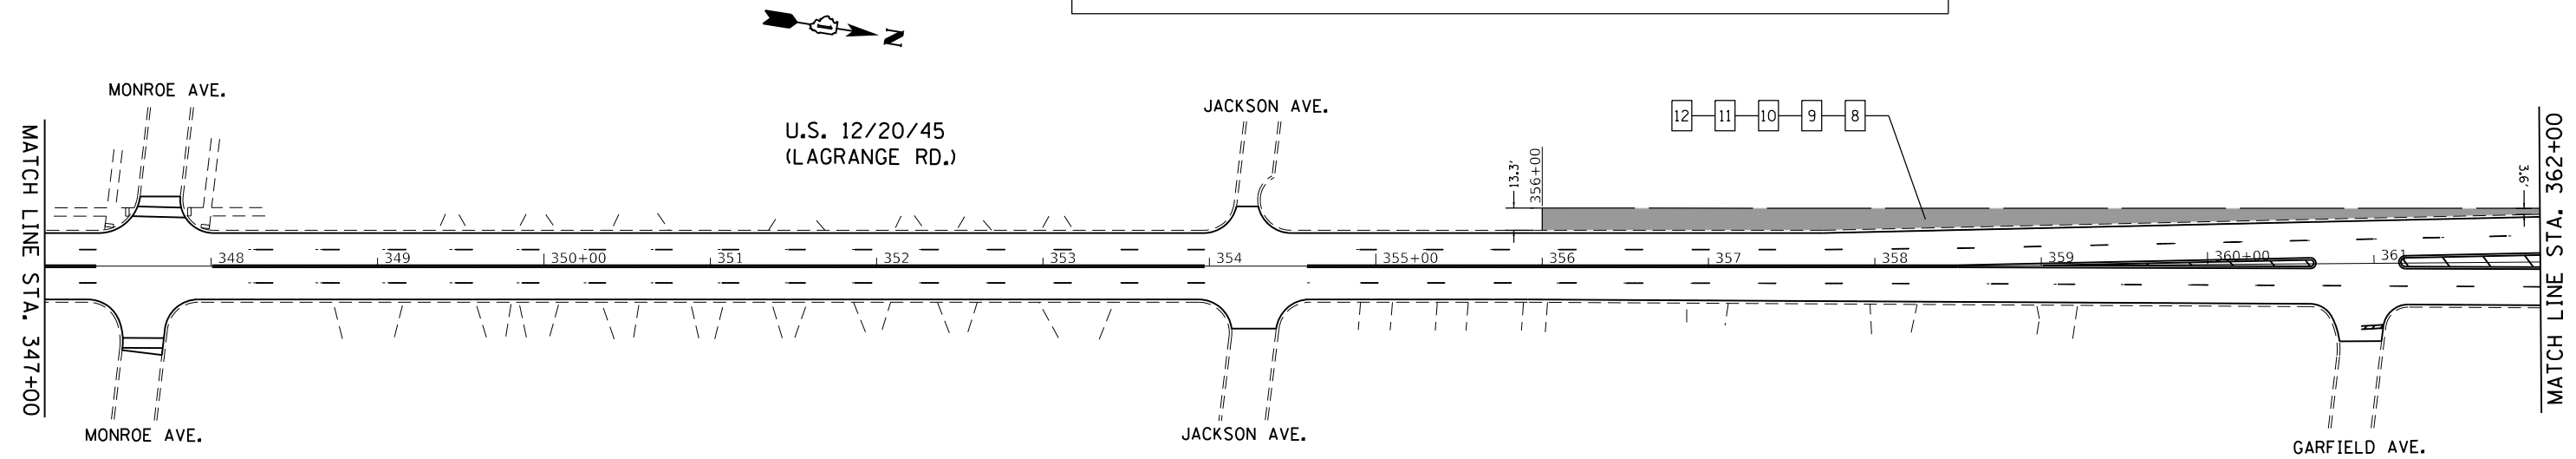 N
MONROE AVE.
U.S. 12/20/45
(LAGRANGE RD.)
JACKSON AVE.
12 11 10 9 8
MATCH LINE STA. 347+00
MATCH LINE STA. 362+00
13.3'
356+00
3.6'
348 349 350+00 351 352 353 354 355+00 356 357 358 359 360+00 361
MONROE AVE.
JACKSON AVE.
GARFIELD AVE.